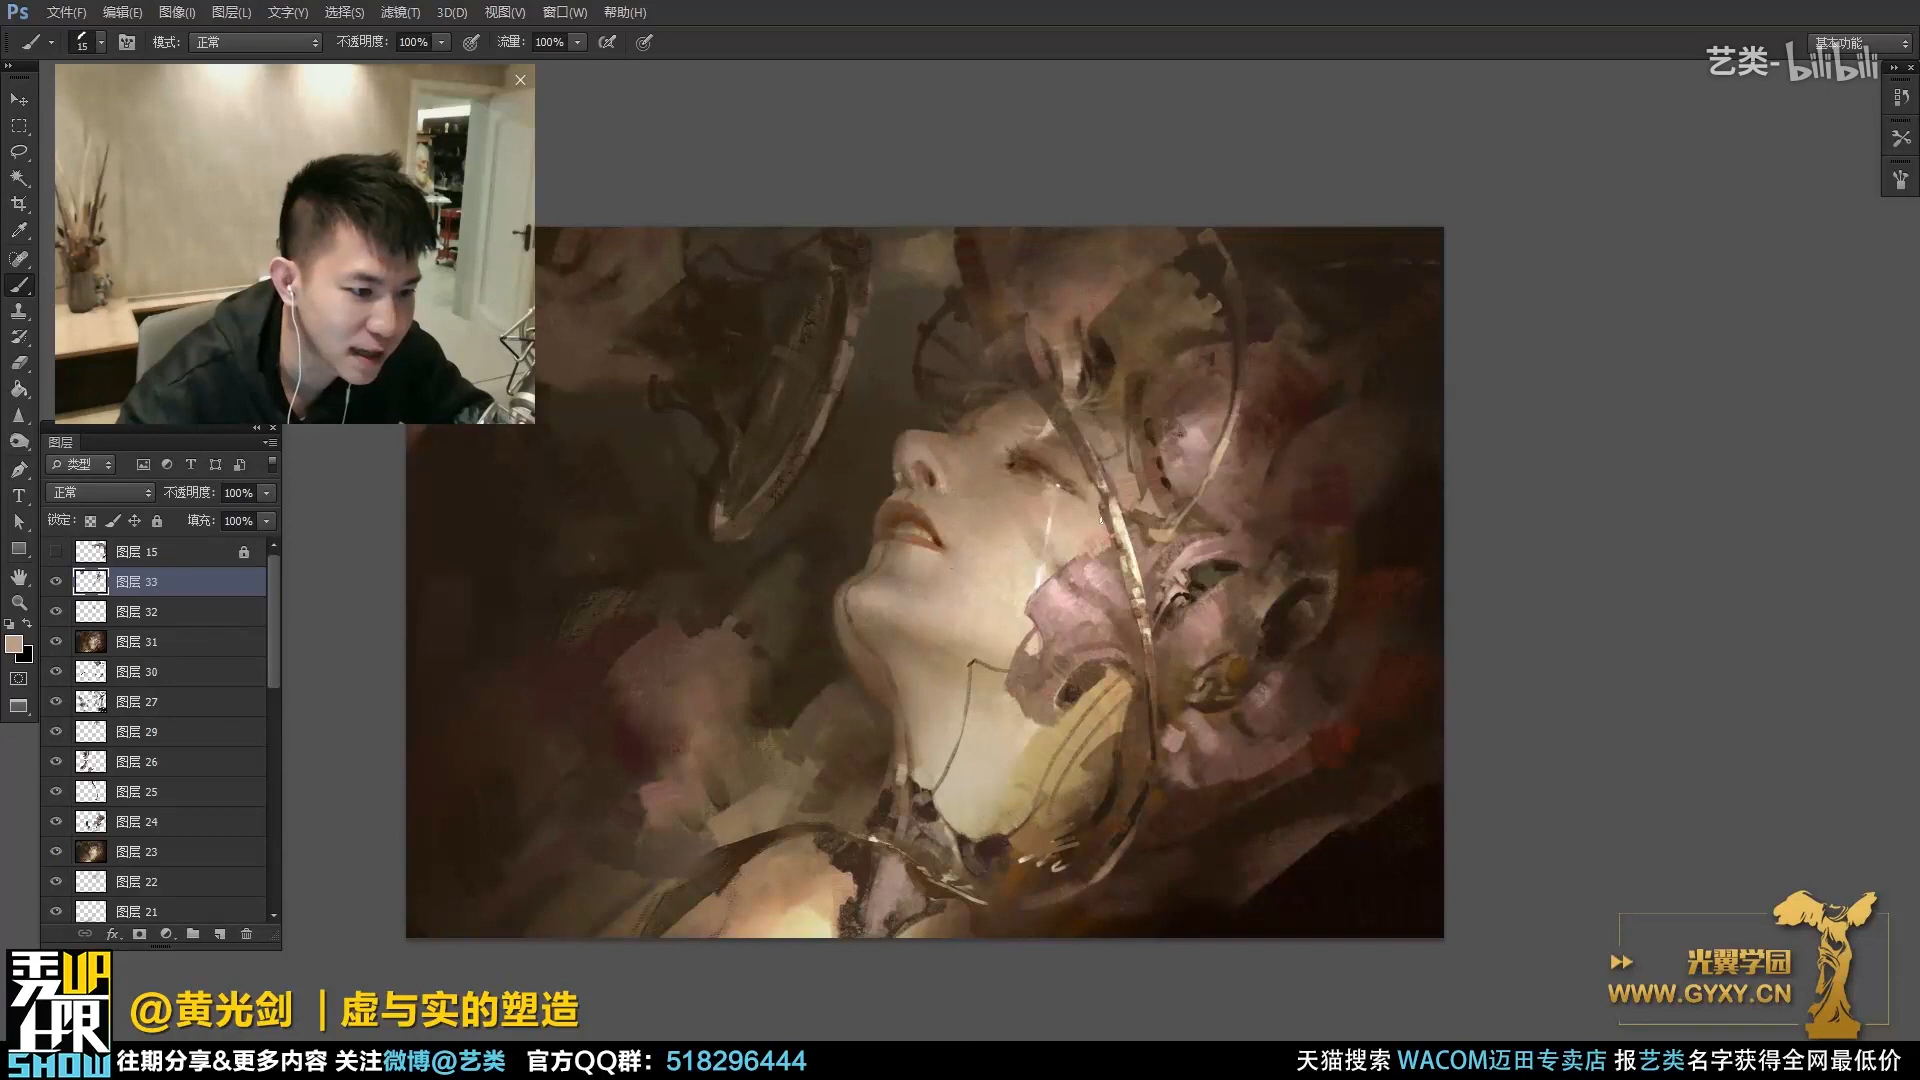 Ps 文件(F) 编辑(E) 图像(I) 图层(L) 文字(Y) 选择(S) 滤镜(T) 3D(D) 视图(V) 窗口(W) 帮助(H)
15 模式: 正常 不透明度: 100% 流量: 100% 基本功能
艺类- bilibili
图层
类型
正常 不透明度: 100%
锁定: 填充: 100%
图层 15
图层 33
图层 32
图层 31
图层 30
图层 27
图层 29
图层 26
图层 25
图层 24
图层 23
图层 22
图层 21
fx
光翼学园
WWW.GYXY.CN
UP
SHOW
@黄光剑 | 虚与实的塑造
往期分享&更多内容 关注微博@艺类 官方QQ群: 518296444
天猫搜索 WACOM迈田专卖店 报艺类名字获得全网最低价